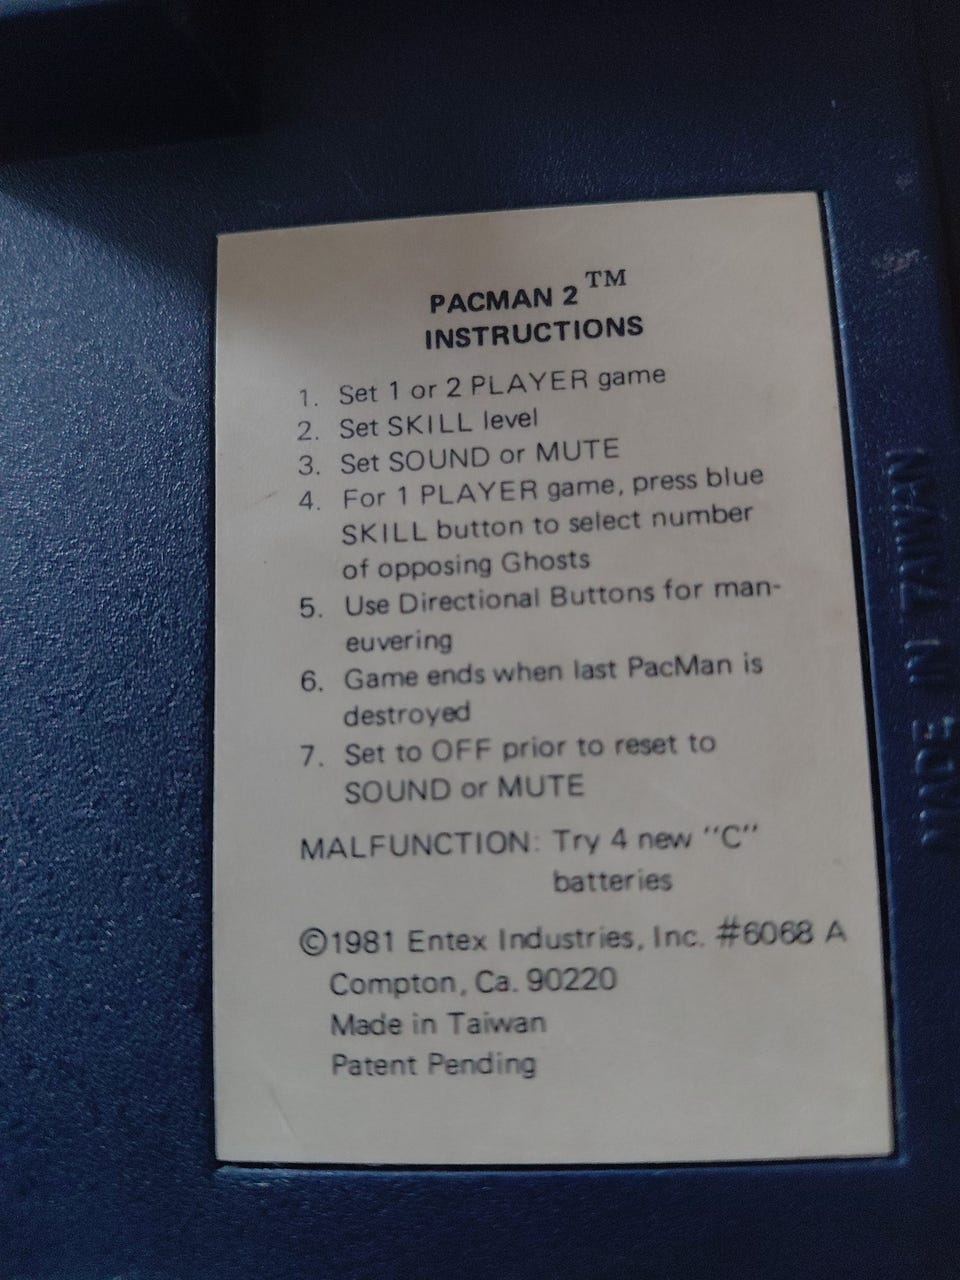 PACMAN 2 TM
INSTRUCTIONS
1. Set 1 or 2 PLAYER game
2. Set SKILL level
3. Set SOUND or MUTE
4. For 1 PLAYER game, press blue
SKILL button to select number
of opposing Ghosts
5. Use Directional Buttons for man-
euvering
6. Game ends when last PacMan is
destroyed
7. Set to OFF prior to reset to
SOUND or MUTE
MALFUNCTION: Try 4 new "C"
batteries
©1981 Entex Industries, Inc. #6068 A
Compton, Ca. 90220
Made in Taiwan
Patent Pending
MADE IN TAIWAN